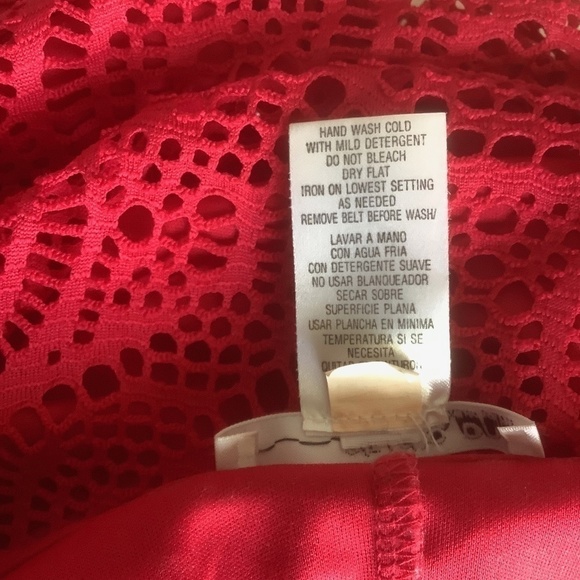 HAND WASH COLD
WITH MILD DETERGENT
DO NOT BLEACH
DRY FLAT
IRON ON LOWEST SETTING
AS NEEDED
REMOVE BELT BEFORE WASH/
LAVAR A MANO
CON AGUA FRIA
CON DETERGENTE SUAVE
NO USAR BLANQUEADOR
SECAR SOBRE
SUPERFICIE PLANA
USAR PLANCHA EN MINIMA
TEMPERATURA SI SE
NECESITA